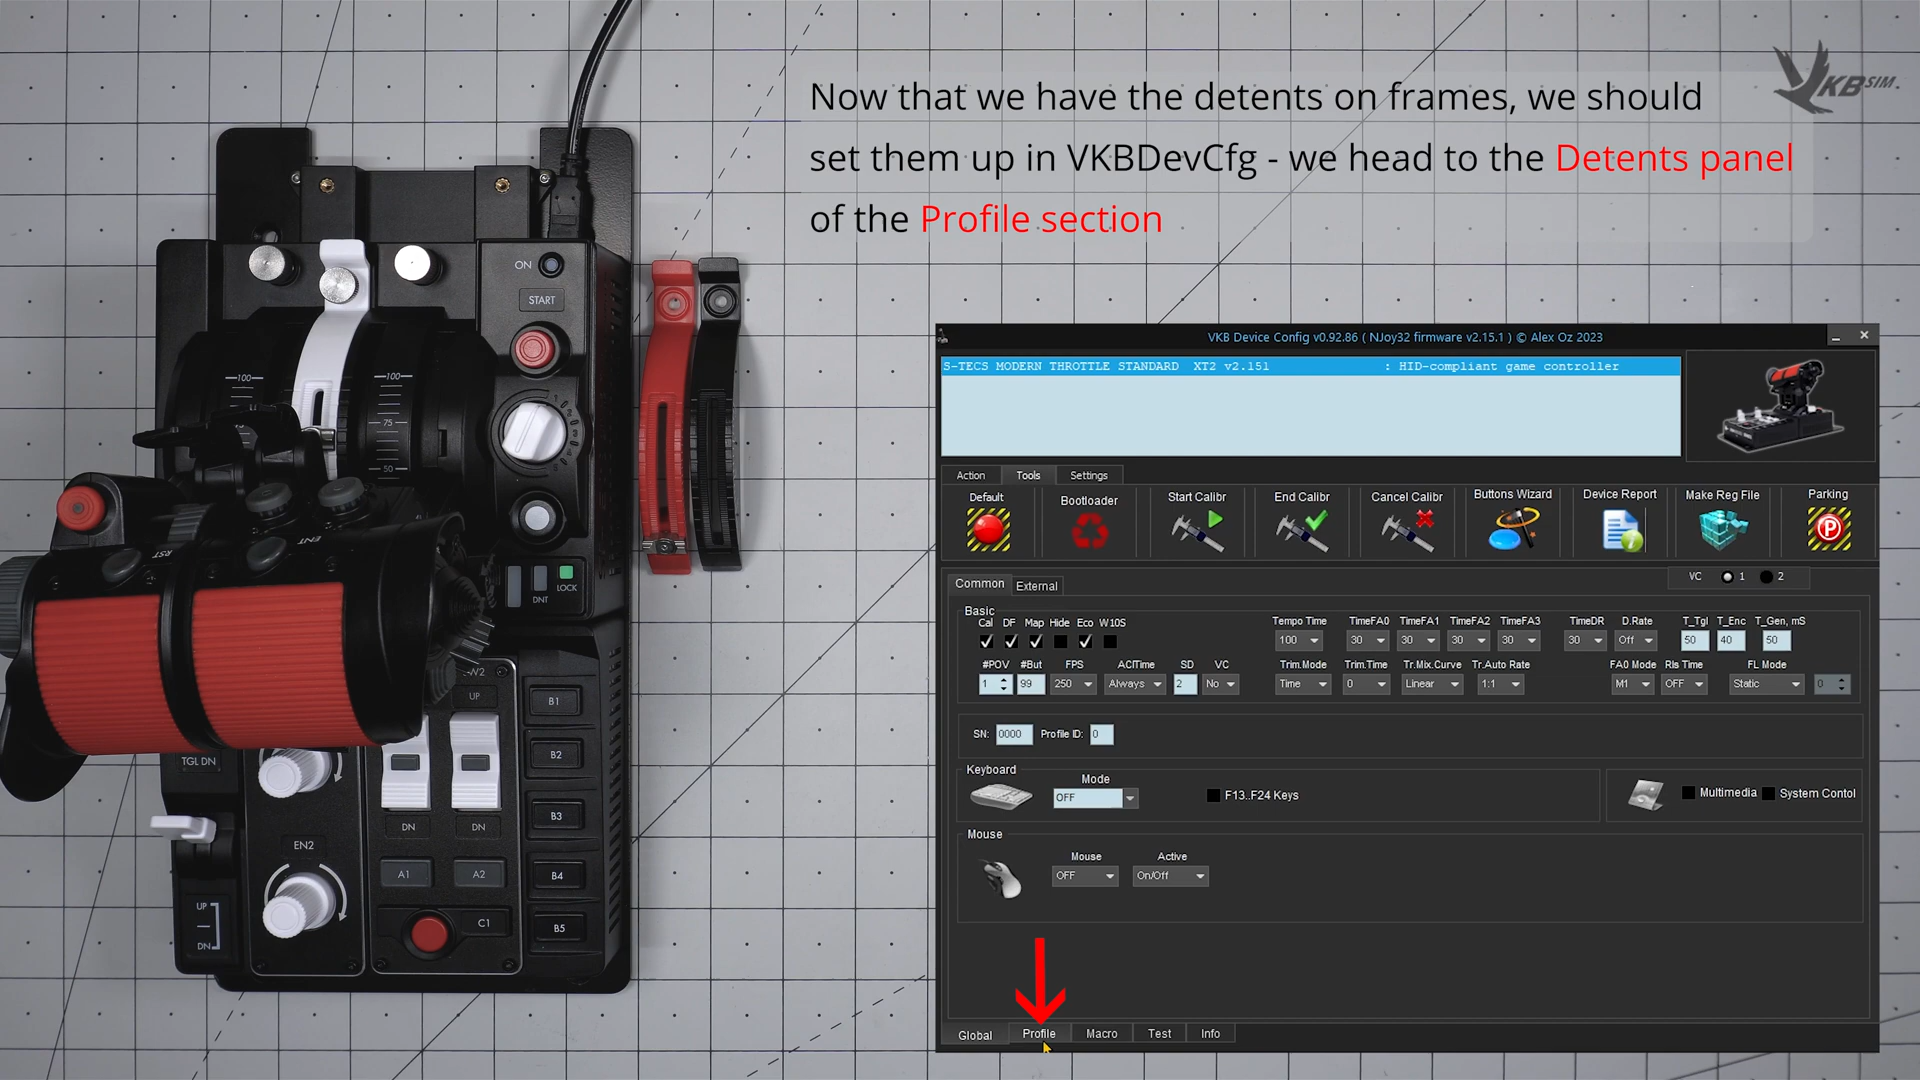 Now that we have the detents on frames, we should
set them up in VKBDevCfg - we head to the Detents panel
of the Profile section
VKBSIM.
ON
START
100
100
75
75
50
RST
ENT
DNT
LOCK
SW2
UP
TGL DN
DN
DN
EN2
A1
A2
C1
UP
DN
B1
B2
B3
B4
B5
VKB Device Config v0.92.86 ( NJoy32 firmware v2.15.1 ) © Alex Oz 2023
S-TECS MODERN THROTTLE STANDARD XT2 v2.151 : HID-compliant game controller
Action Tools Settings
Default Bootloader Start Calibr End Calibr Cancel Calibr Buttons Wizard Device Report Make Reg File Parking
VC 1 2
Common External
Basic
Cal DF Map Hide Eco W10S Tempo Time TimeFA0 TimeFA1 TimeFA2 TimeFA3 TimeDR D.Rate T_Tgl T_Enc T_Gen, mS
100 30 30 30 30 30 Off 50 40 50
#POV #But FPS AClTime SD VC Trim.Mode Trim.Time Tr.Mix.Curve Tr.Auto Rate FA0 Mode Rls Time FL Mode
1 99 250 Always 2 No Time 0 Linear 1:1 M1 OFF Static 0
SN: 0000 Profile ID: 0
Keyboard
Mode
OFF
F13..F24 Keys
Multimedia System Contol
Mouse
Mouse Active
OFF On/Off
Global Profile Macro Test Info